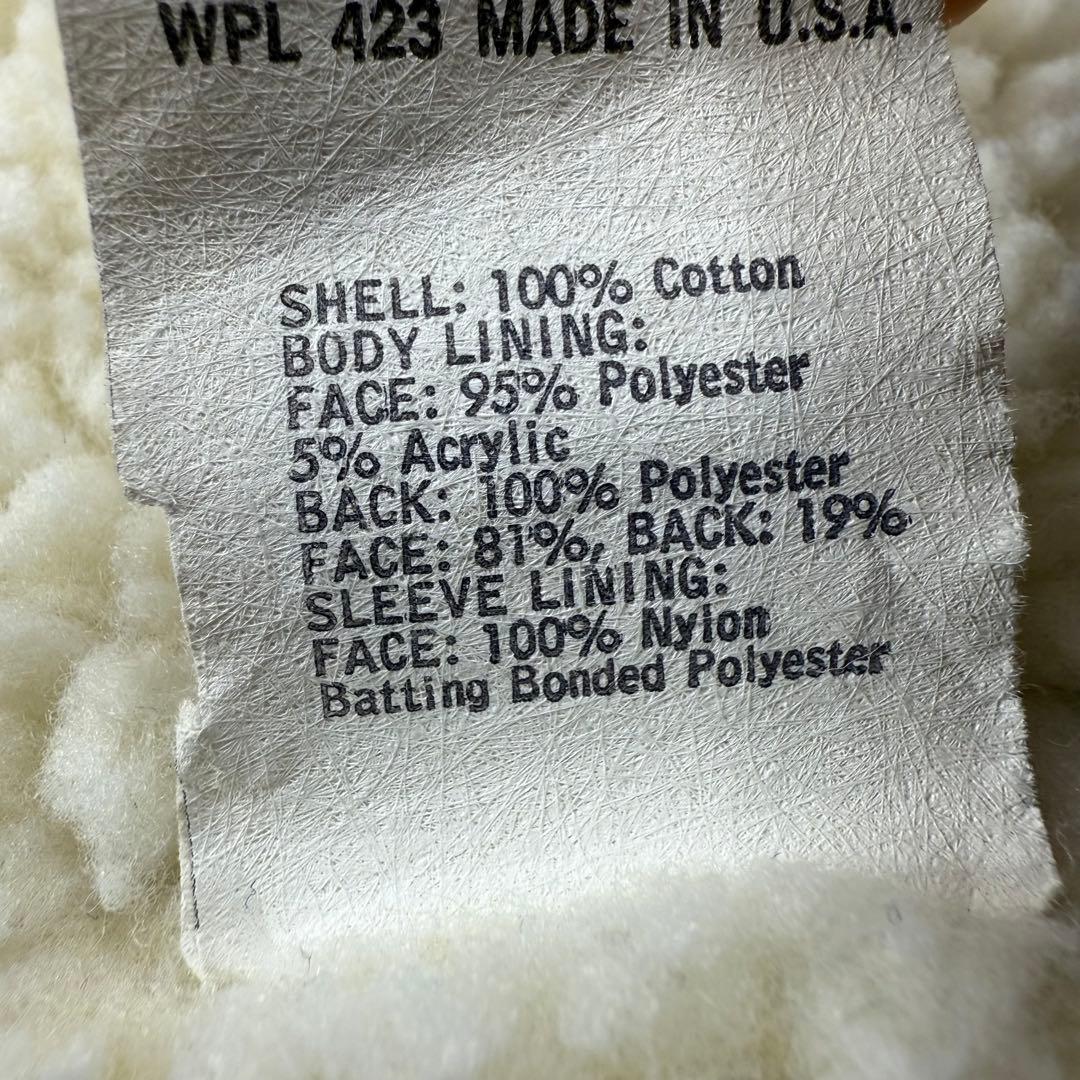 WPL 423 MADE IN U.S.A.
SHELL: 100% Cotton
BODY LINING:
FACE: 95% Polyester
5% Acrylic
BACK: 100% Polyester
FACE: 81%, BACK: 19%
SLEEVE LINING:
FACE: 100% Nylon
Batting Bonded Polyester